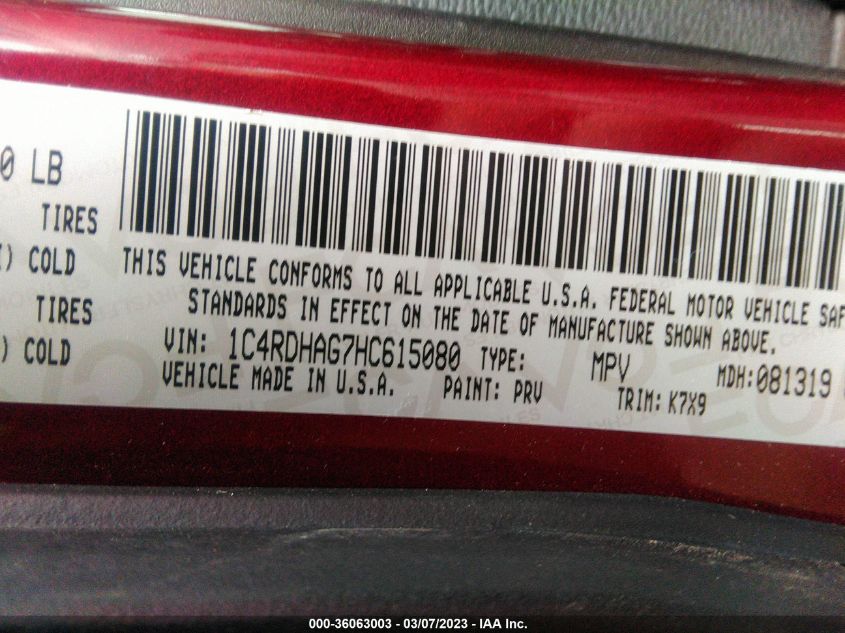 0 LB
TIRES
) COLD
TIRES
) COLD
THIS VEHICLE CONFORMS TO ALL APPLICABLE U.S.A. FEDERAL MOTOR VEHICLE SAF
STANDARDS IN EFFECT ON THE DATE OF MANUFACTURE SHOWN ABOVE.
VIN: 1C4RDHAG7HC615080 TYPE: MPV MDH:081319
VEHICLE MADE IN U.S.A. PAINT: PRV TRIM: K7X9
000-36063003 - 03/07/2023 - IAA Inc.